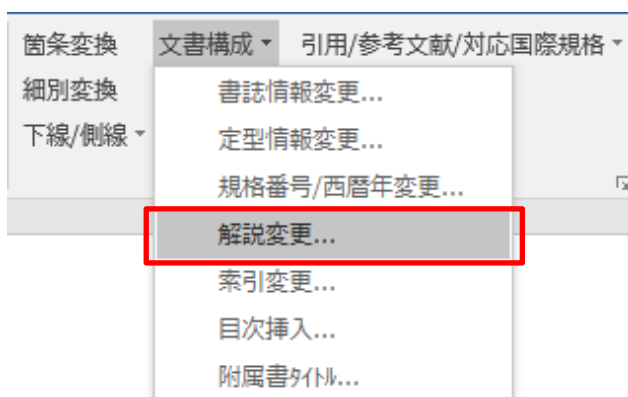 箇条変換 文書構成 引用/参考文献/対応国際規格
細別変換 書誌情報変更...
下線/側線 定型情報変更...
規格番号/西暦年変更...
解説変更...
索引変更...
目次挿入...
附属書ﾀｲﾄﾙ...